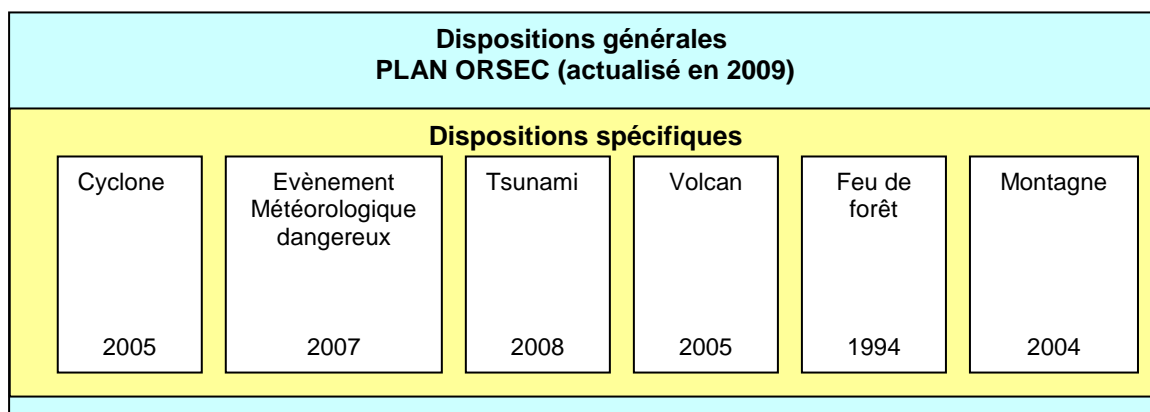 Dispositions générales
PLAN ORSEC (actualisé en 2009)
Dispositions spécifiques
Cyclone
2005
Evènement
Météorologique
dangereux
2007
Tsunami
2008
Volcan
2005
Feu de
forêt
1994
Montagne
2004